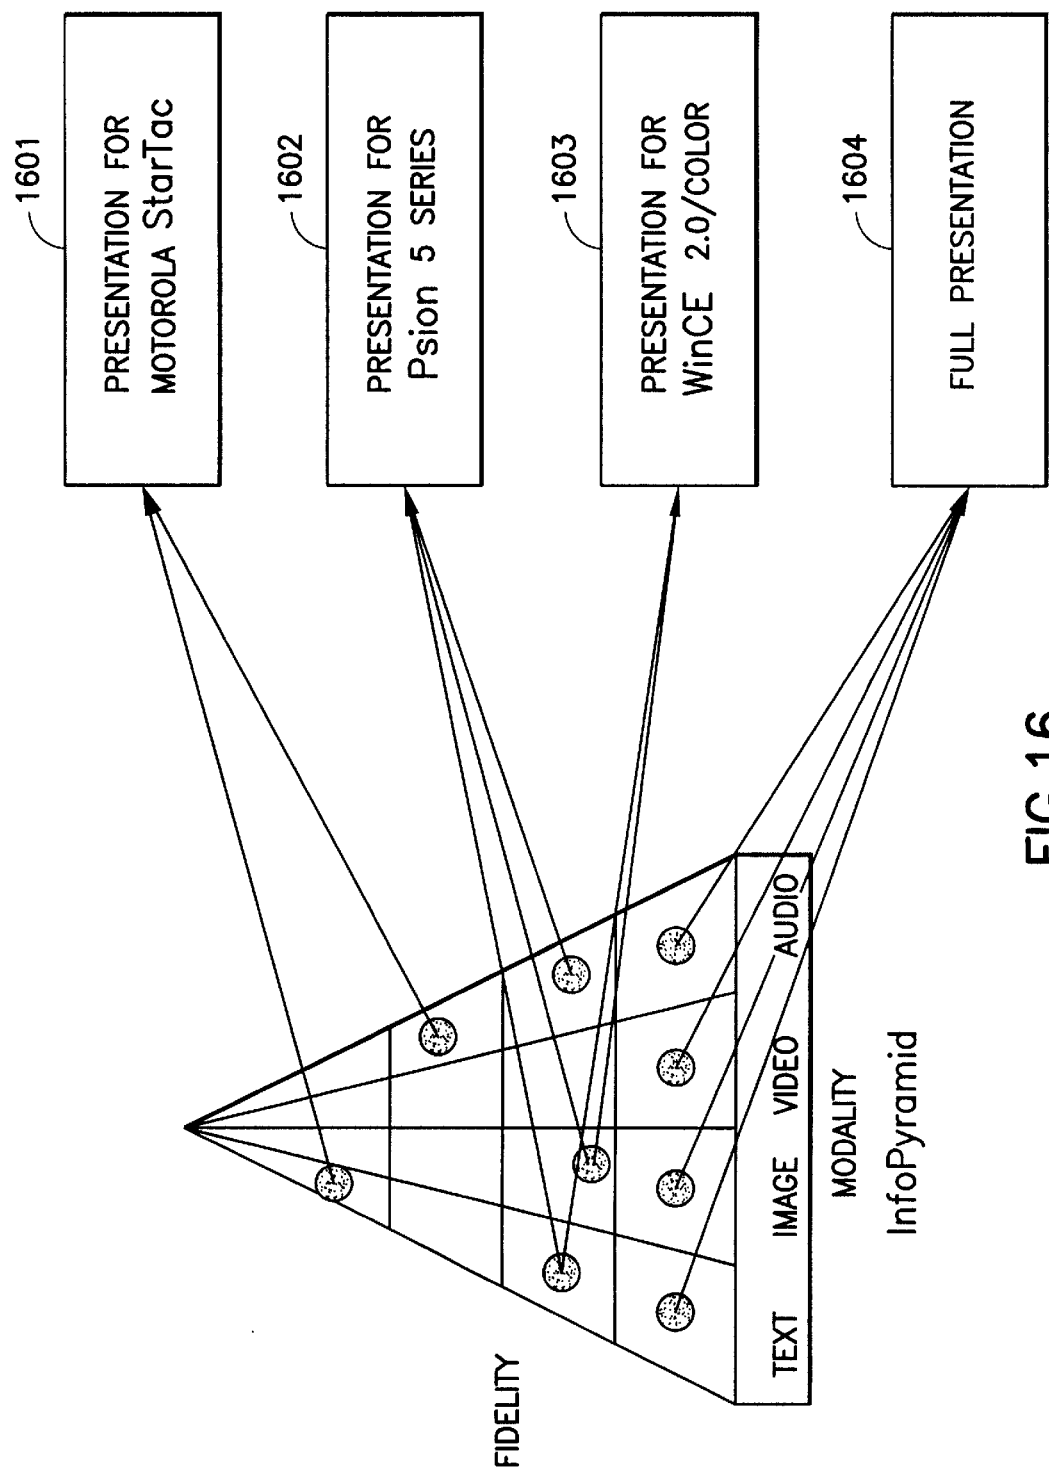 1601
PRESENTATION FOR
MOTOROLA StarTac
1602
PRESENTATION FOR
Psion 5 SERIES
1603
PRESENTATION FOR
WinCE 2.0/COLOR
1604
FULL PRESENTATION
FIDELITY
TEXT IMAGE VIDEO AUDIO
MODALITY
InfoPyramid
FIG.16